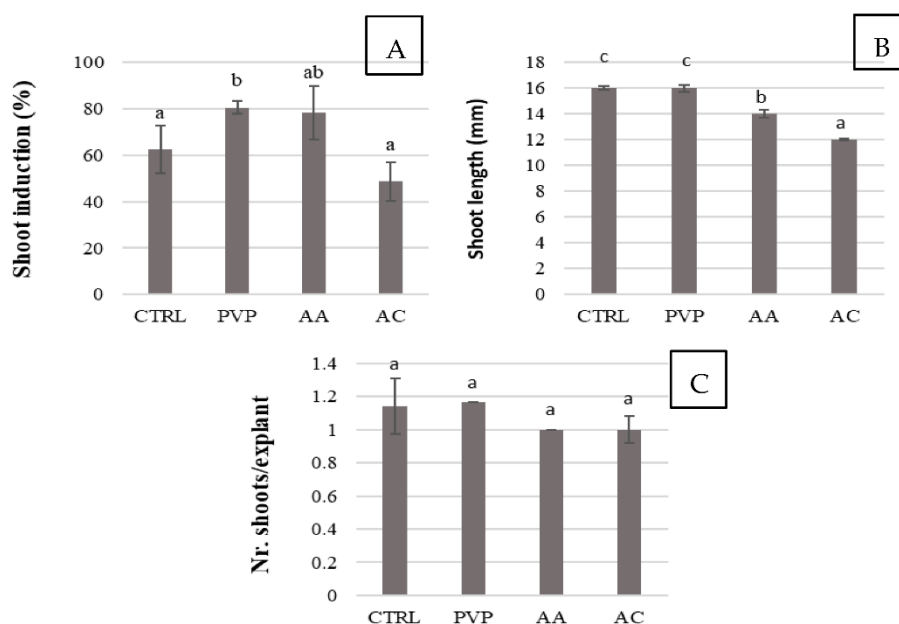 A
Shoot induction (%)
100
80
60
40
20
0
a
b
ab
a
CTRL PVP AA AC
B
Shoot length (mm)
18
16
14
12
10
8
6
4
2
0
c
c
b
a
CTRL PVP AA AC
C
Nr. shoots/explant
1.4
1.2
1
0.8
0.6
0.4
0.2
0
a
a
a
a
CTRL PVP AA AC